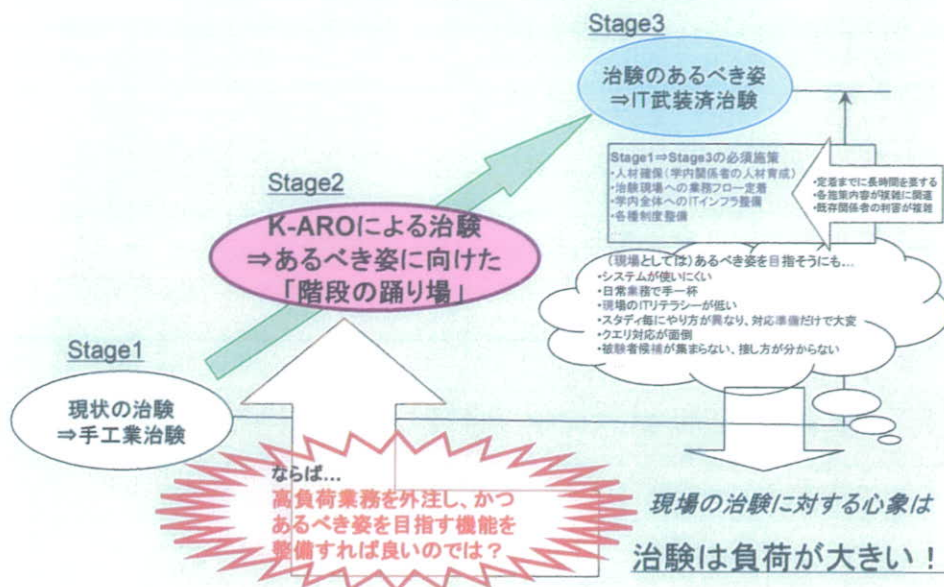 Stage3
治験のあるべき姿
⇒IT武装済治験
Stage1⇒Stage3の必須施策
・人材確保(学内関係者の人材育成)
・治験現場への業務フロー定着
・学内全体へのITインフラ整備
・各種制度整備
・定着までに長時間を要する
・各施策内容が複雑に関連
・既存関係者の利害が複雑
Stage2
K-AROによる治験
⇒あるべき姿に向けた
「階段の踊り場」
(現場としては)あるべき姿を目指そうにも…
・システムが使いにくい
・日常業務で手一杯
・現場のITリテラシーが低い
・スタディ毎にやり方が異なり、対応準備だけで大変
・クエリ対応が面倒
・被験者候補が集まらない、接し方が分からない
Stage1
現状の治験
⇒手工業治験
ならば…
高負荷業務を外注し、かつ
あるべき姿を目指す機能を
整備すれば良いのでは？
現場の治験に対する心象は
治験は負荷が大きい！